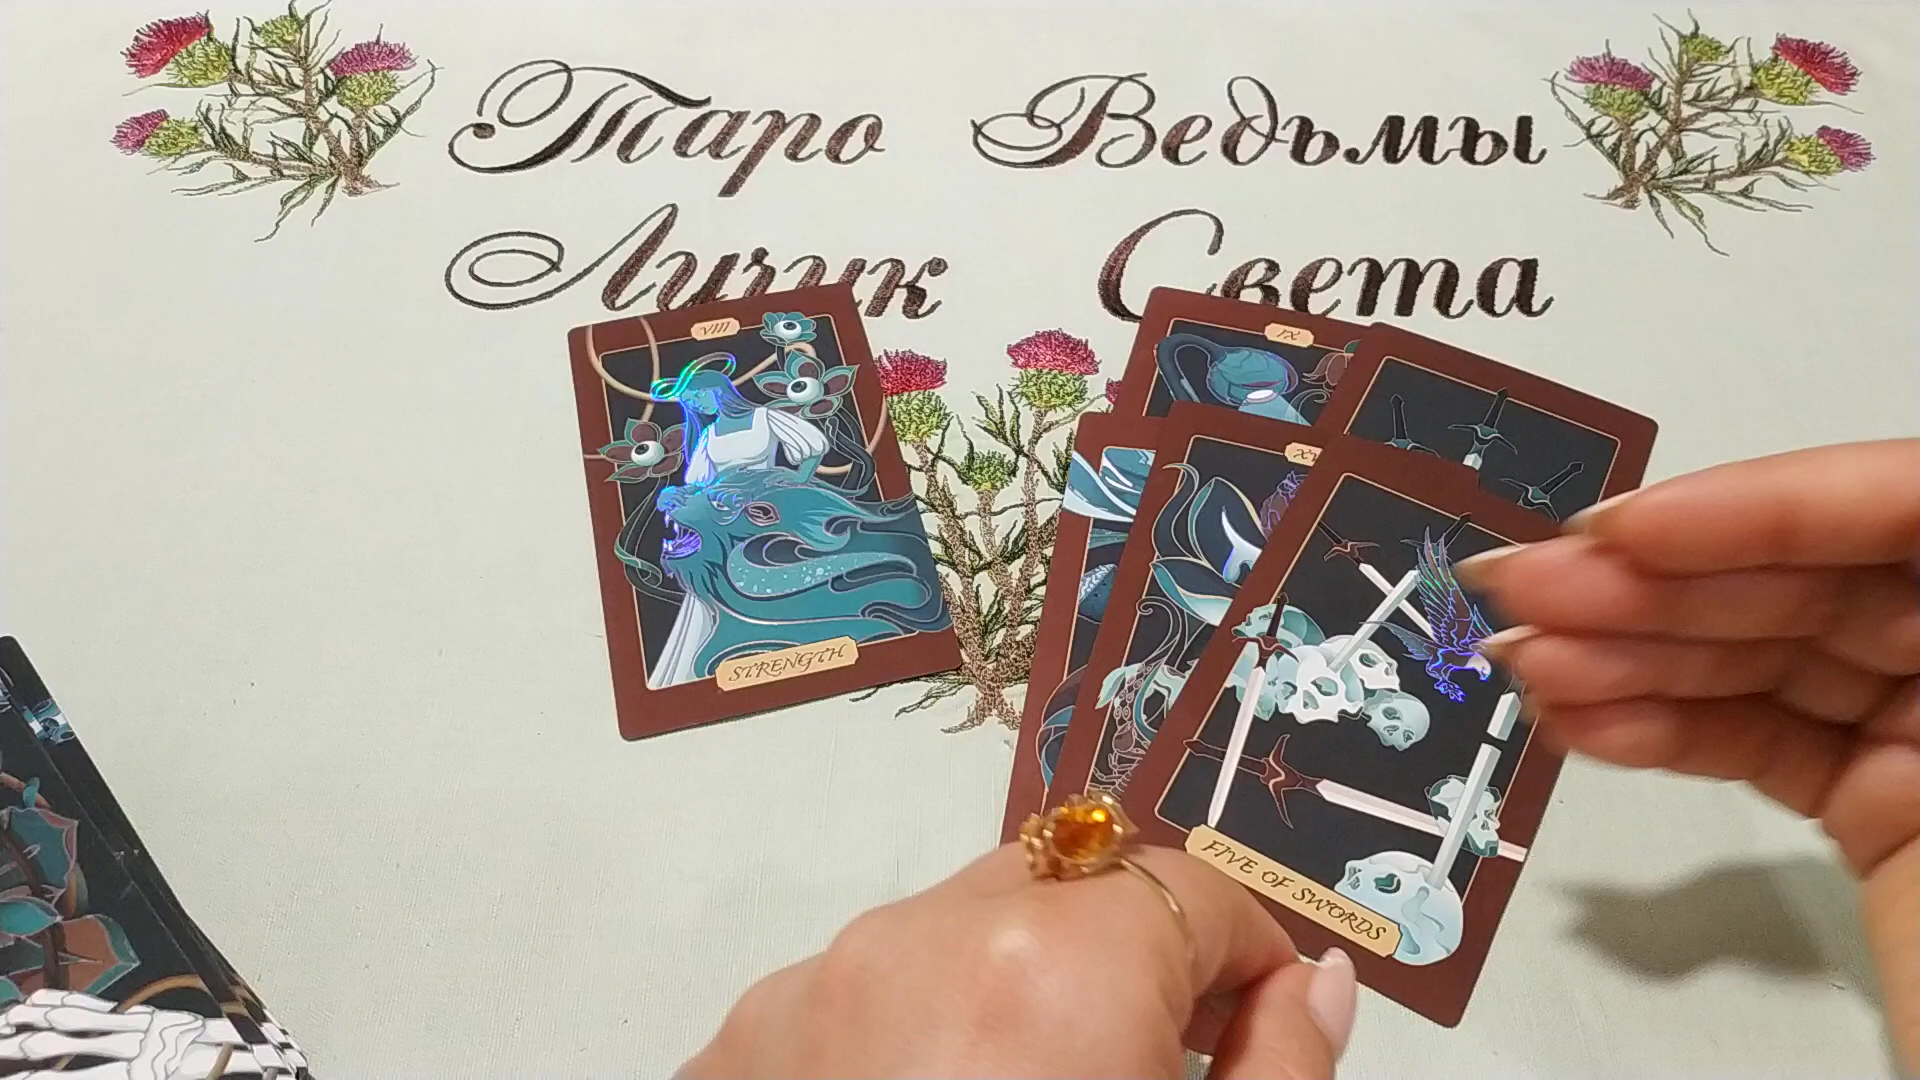 Таро Ведьмы
Лучик Света
VIII
IX
STRENGTH
FIVE OF SWORDS